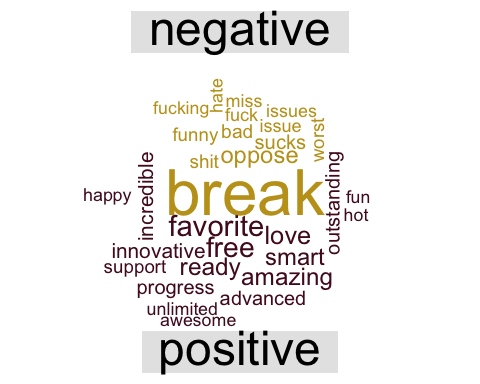 negative
hate
fucking miss
fuck issues
funny bad issue worst
sucks
shit oppose
incredible outstanding
happy break fun
hot
favorite
love
innovative free
smart
support ready
amazing
progress
advanced
unlimited
awesome
positive